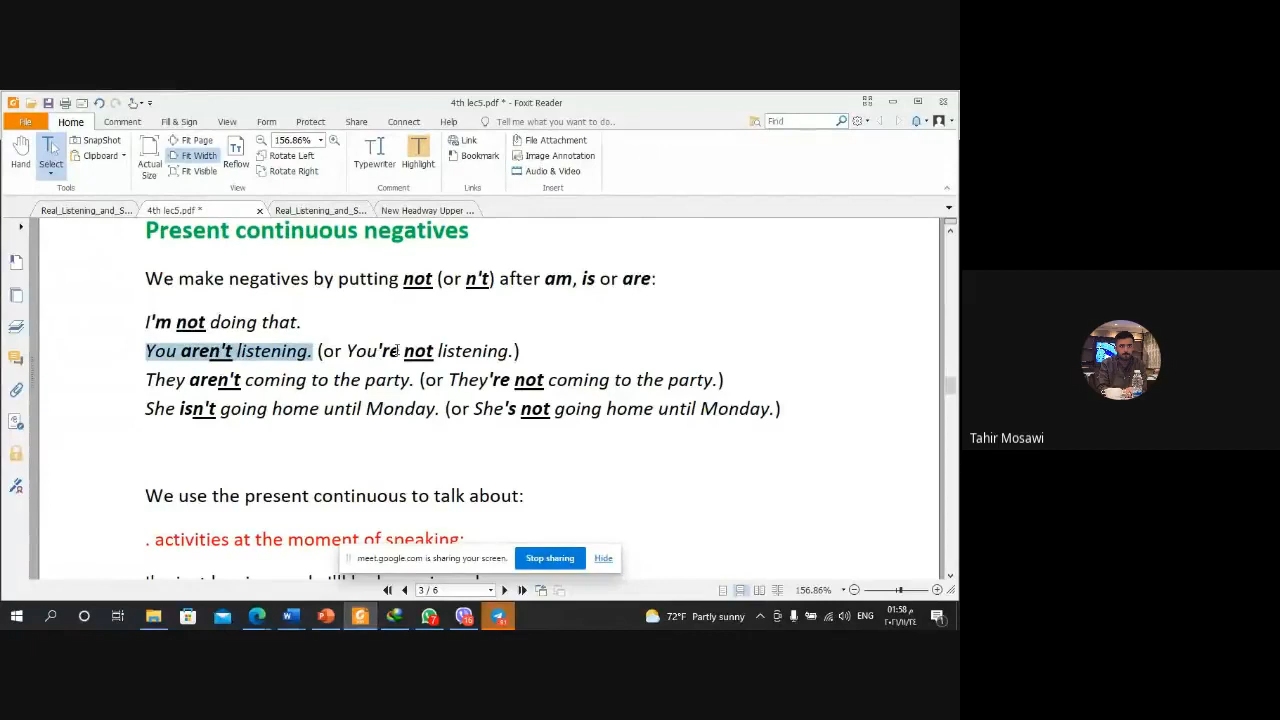 4th lec5.pdf * - Foxit Reader
File Home Comment Fill & Sign View Form Protect Share Connect Help Tell me what you want to do.. Find
Hand
Select
SnapShot
Clipboard
Tools
Actual Size
Fit Page
Fit Width
Fit Visible
Reflow
156.86%
Rotate Left
Rotate Right
View
Typewriter
Highlight
Comment
Link
Bookmark
Links
File Attachment
Image Annotation
Audio & Video
Insert
Real_Listening_and_S... 4th lec5.pdf * Real_Listening_and_S... New Headway Upper ...
Present continuous negatives
We make negatives by putting not (or n't) after am, is or are:
I'm not doing that.
You aren't listening. (or You're not listening.)
They aren't coming to the party. (or They're not coming to the party.)
She isn't going home until Monday. (or She's not going home until Monday.)
We use the present continuous to talk about:
. activities at the moment of speaking:
meet.google.com is sharing your screen. Stop sharing Hide
3 / 6 156.86%
72°F Partly sunny ENG 01:58 م
٢٠٢١/١١/٢٤
Tahir Mosawi